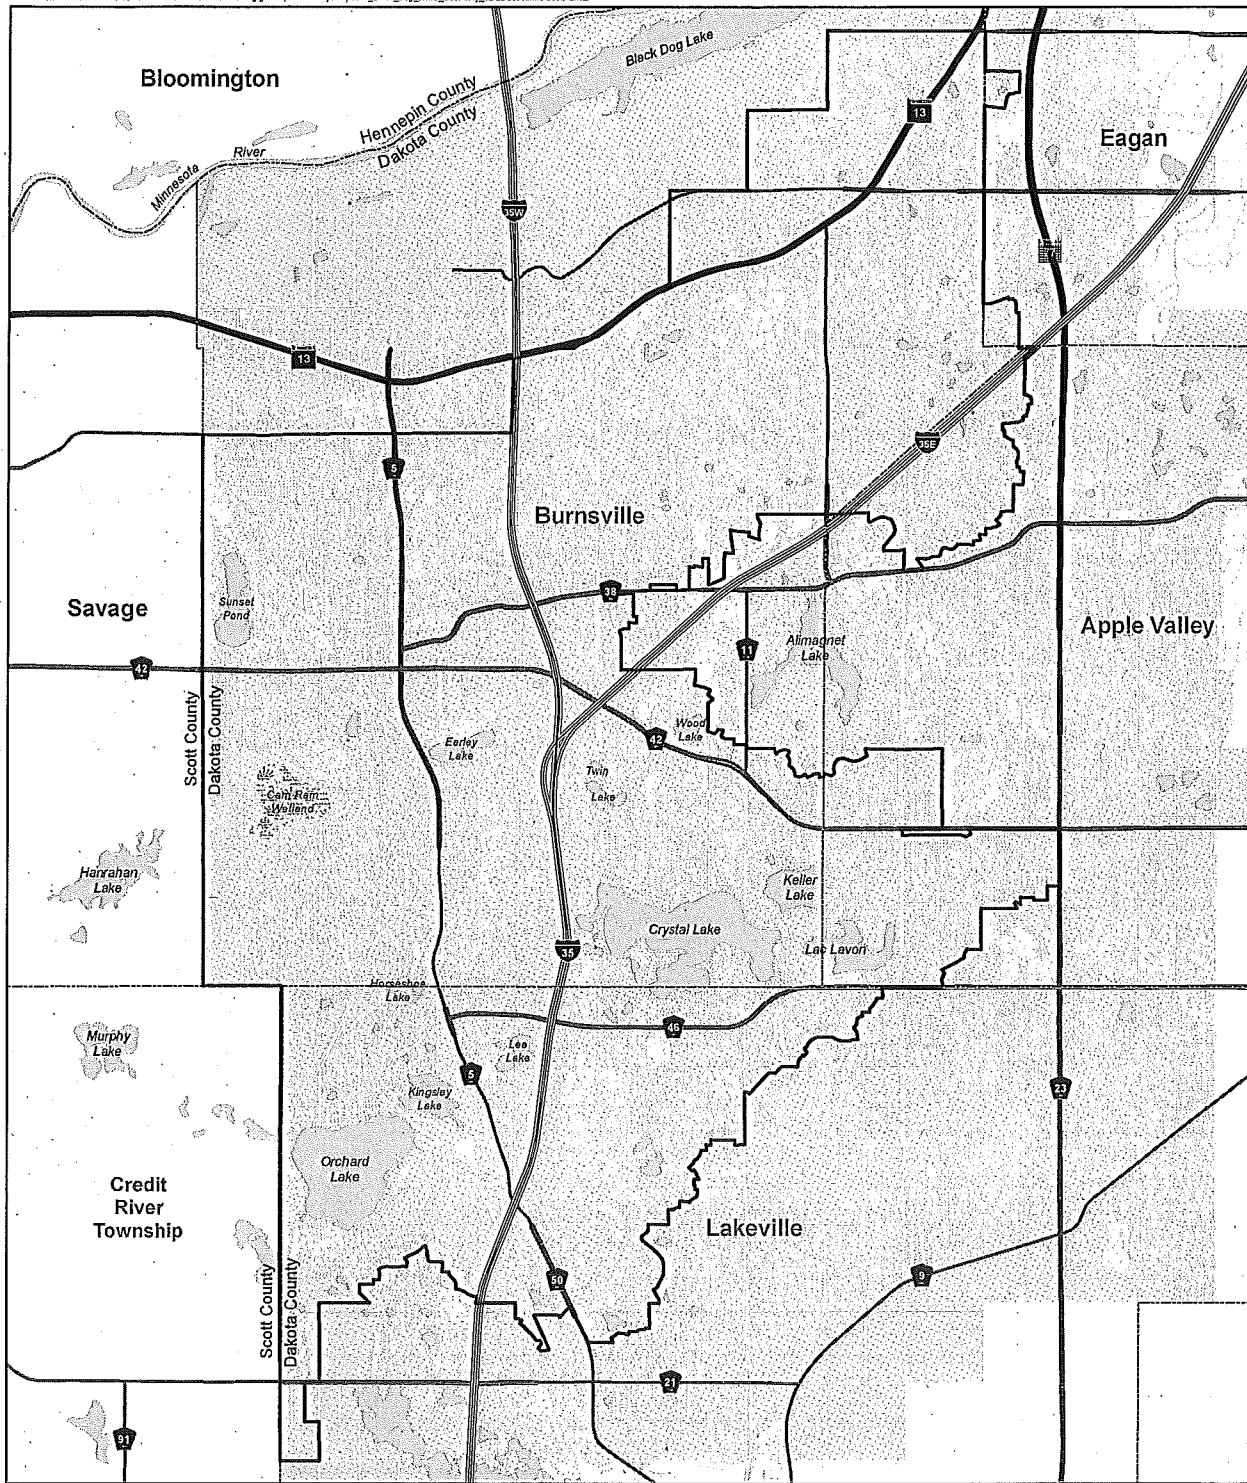 Bloomington
Black Dog Lake
Hennepin County
Dakota County
13
Eagan
River
Minnesota
35W
13
35E
5
Burnsville
Savage
Sunset
Pond
38
Apple Valley
42
11
Alimagnet
Lake
Scott County
Dakota County
Wood
Lake
42
Earley
Lake
Twin
Lake
Hanrahan
Lake
Keller
Lake
Crystal Lake
Lac Lavon
35
Horseshoe
Lake
Murphy
Lake
46
Lee
Lake
5
Kingsley
Lake
23
Orchard
Lake
Credit
River
Township
Lakeville
Scott County
Dakota County
50
9
21
91